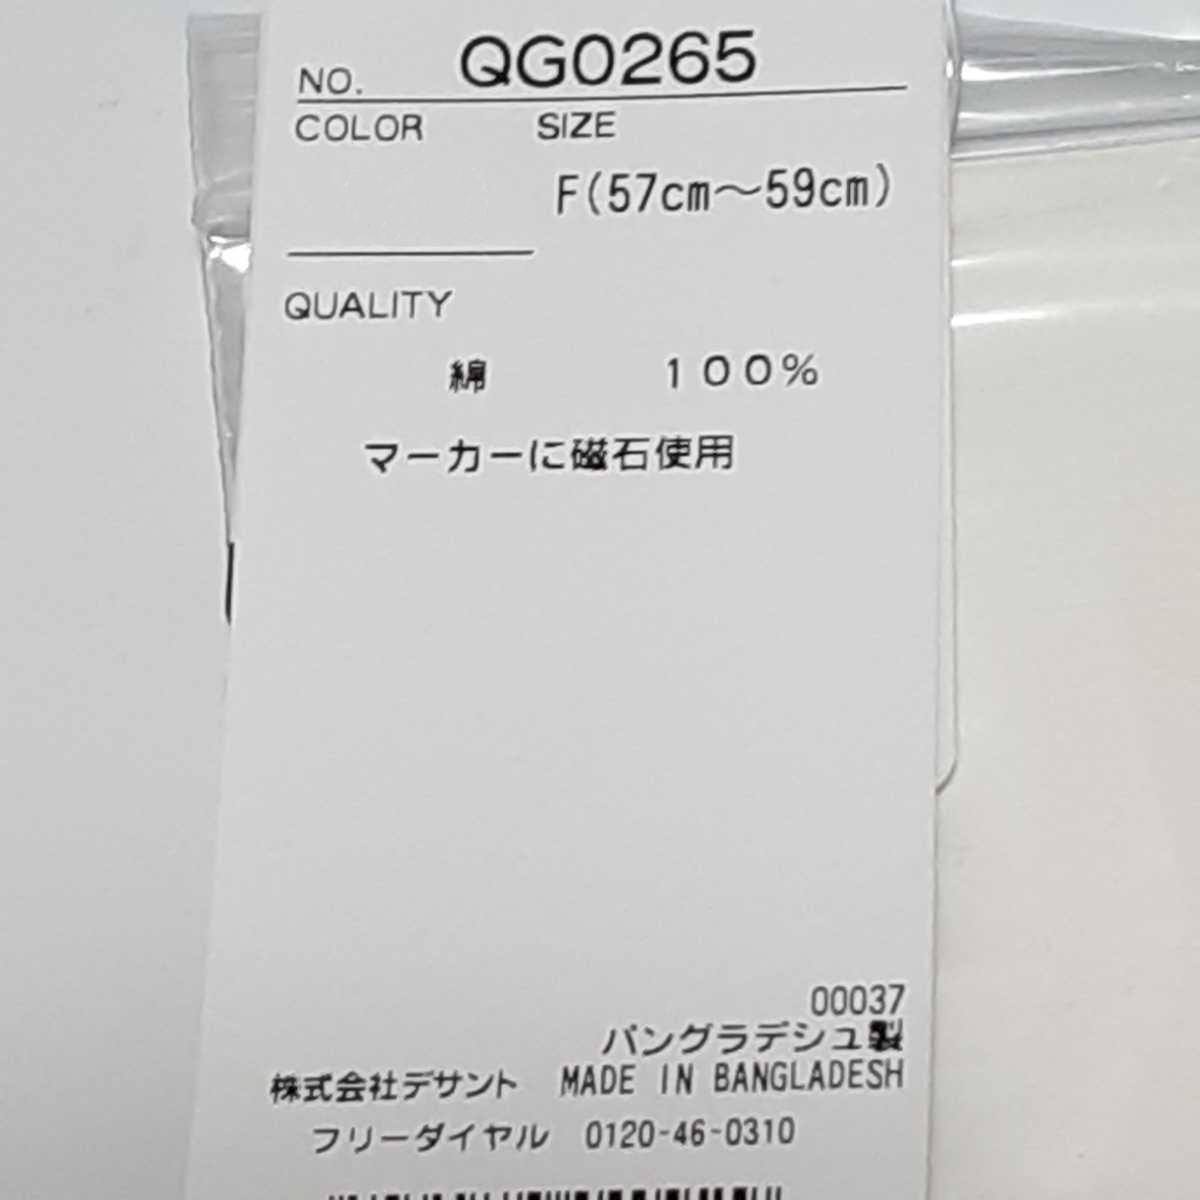 NO. QG0265
COLOR SIZE
F(57cm～59cm)
QUALITY
綿 100%
マーカーに磁石使用
00037
バングラデシュ製
株式会社デサント MADE IN BANGLADESH
フリーダイヤル 0120-46-0310